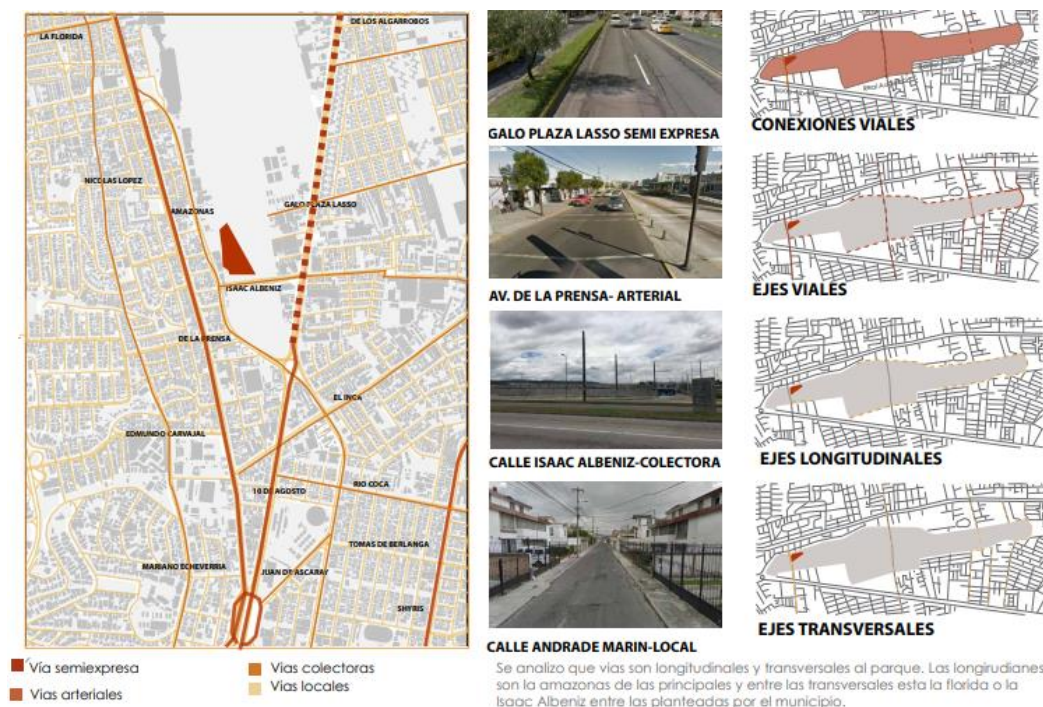 DE LOS ALGARROBOS
LA FLORIDA
NICOLAS LOPEZ
AMAZONAS
GALO PLAZA LASSO
ISAAC ALBENIZ
DE LA PRENSA
EL INCA
EDMUNDO CARVAJAL
10 DE AGOSTO
RIO COCA
TOMAS DE BERLANGA
MARIANO ECHEVERRIA
JUAN DE ASCARAY
SHYRIS
Vía semiexpresa
Vias arteriales
Vias colectoras
Vias locales
GALO PLAZA LASSO SEMI EXPRESA
AV. DE LA PRENSA- ARTERIAL
CALLE ISAAC ALBENIZ-COLECTORA
CALLE ANDRADE MARIN-LOCAL
CONEXIONES VIALES
EJES VIALES
EJES LONGITUDINALES
EJES TRANSVERSALES
Se analizo que vias son longitudinales y transversales al parque. Las longirudianes
son la amazonas de las principales y entre las transversales esta la florida o la
Isaac Albeniz entre las planteadas por el municipio.